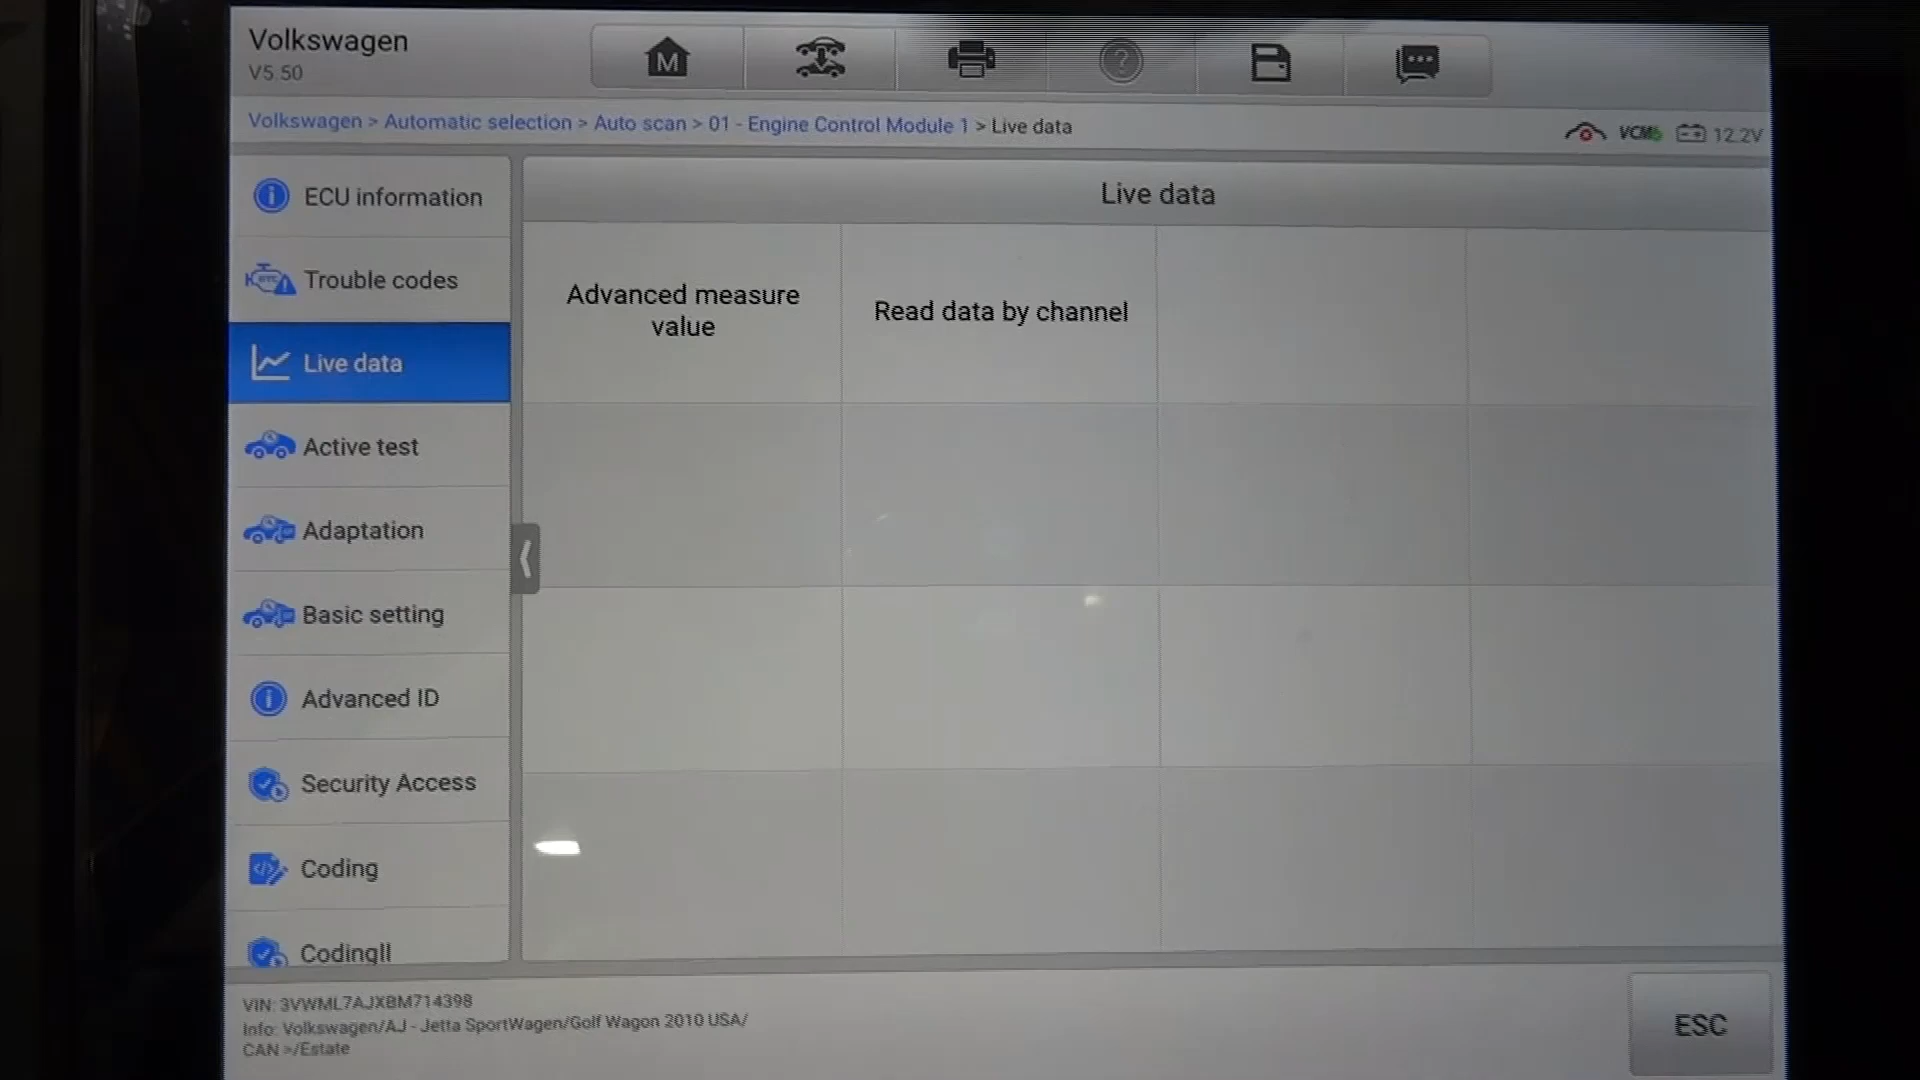 Volkswagen
V5.50
M
?
Volkswagen > Automatic selection > Auto scan > 01 - Engine Control Module 1 > Live data
VCMI
12.2V
Live data
ECU information
Trouble codes
Live data
Active test
Adaptation
Basic setting
Advanced ID
Security Access
Coding
CodingII
Advanced measure
value
Read data by channel
VIN: 3VWML7AJXBM714398
Info: Volkswagen/AJ - Jetta SportWagen/Golf Wagon 2010 USA/
CAN >/Estate
ESC